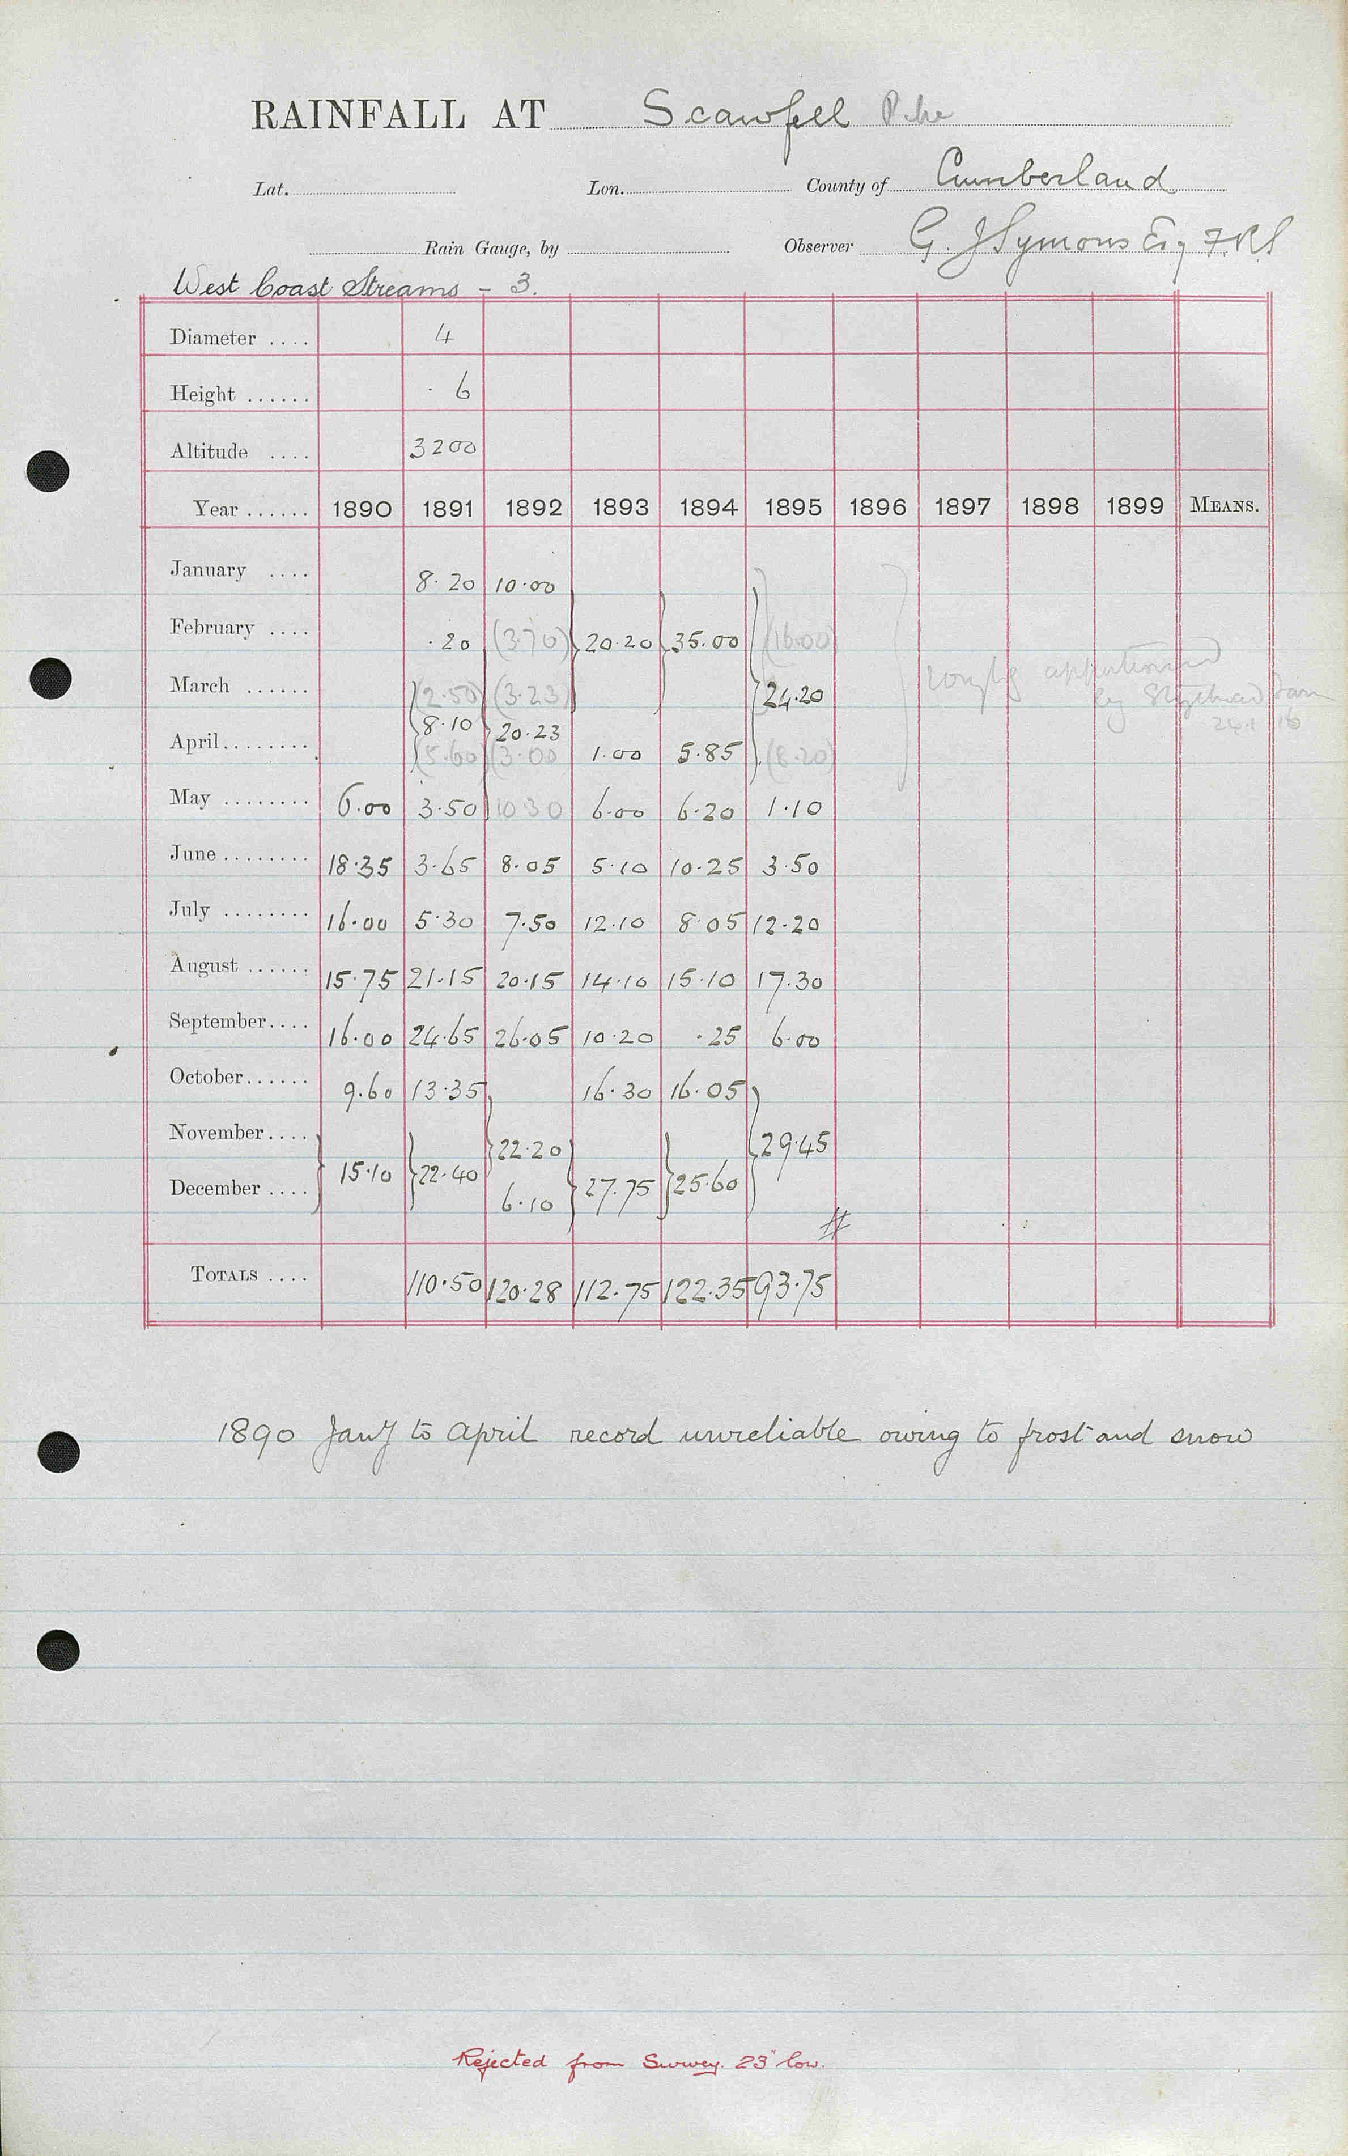 RAINFALL AT Scawfell Pike
Lat. Lon. County of Cumberland
Rain Gauge, by Observer G. J Symons Esq F.R.S
West Coast Streams - 3.
Diameter .... 4
Height ...... · 6
Altitude .... 3200
Year ...... 1890 1891 1892 1893 1894 1895 1896 1897 1898 1899 MEANS.
January .... 8.20 10.00
February .... .20 (3.70) 20.20 35.00 (16.00)
March ...... (2.50) (3.23) 24.20 roughly apportioned
8.10 20.23 by Tarn
April ........ (5.60) (3.00) 1.00 5.85 (8.20) 24.1.16
May ........ 6.00 3.50 10.30 6.00 6.20 1.10
June ........ 18.35 3.65 8.05 5.10 10.25 3.50
July ........ 16.00 5.30 7.50 12.10 8.05 12.20
August ...... 15.75 21.15 20.15 14.10 15.10 17.30
September .... 16.00 24.65 26.05 10.20 .25 6.00
October ...... 9.60 13.35 16.30 16.05
November .... 22.20 29.45
December .... 15.10 22.40 6.10 27.75 25.60
#
TOTALS .... 110.50 120.28 112.75 122.35 93.75
1890 Jany to April record unreliable owing to frost and snow
Rejected from Survey. 23" low.